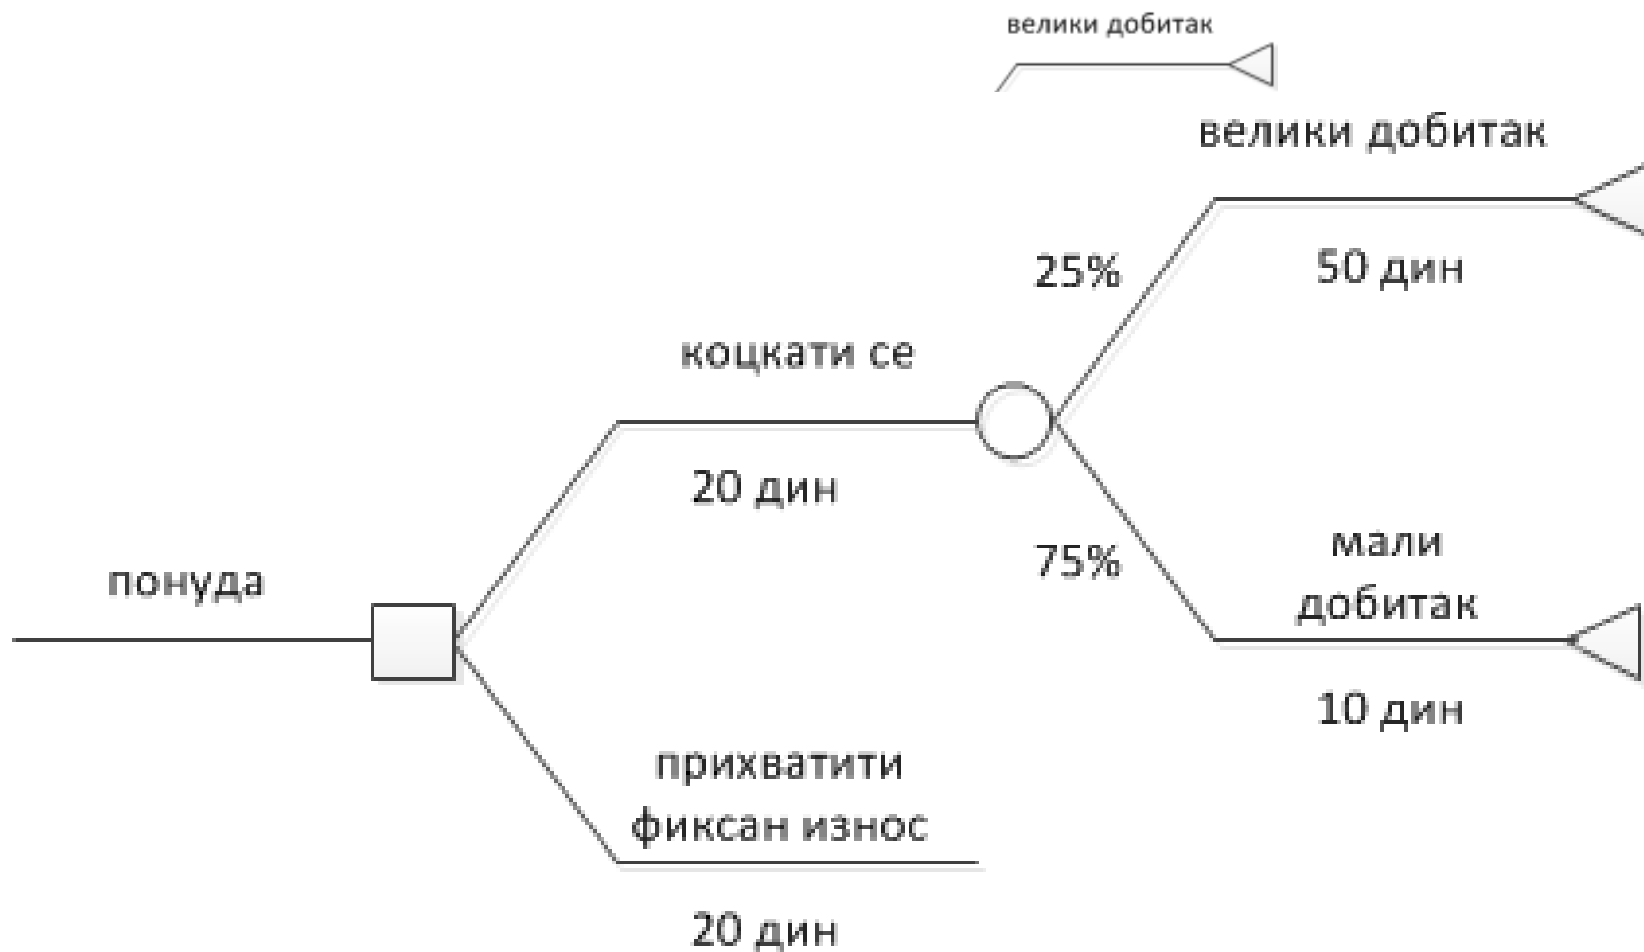 велики добитак
велики добитак
25%
50 дин
коцкати се
20 дин
75%
мали
добитак
10 дин
понуда
прихватити
фиксан износ
20 дин